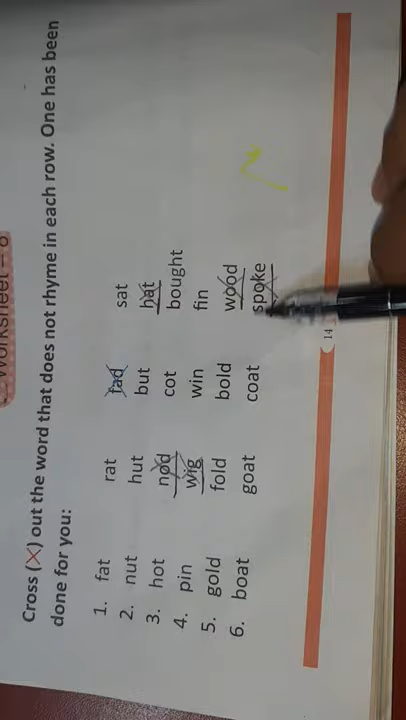 Worksheet – 6
Cross (X) out the word that does not rhyme in each row. One has been
done for you:
1. fat rat fad sat
2. nut hut but hat
3. hot nod cot bought
4. pin wig win fin
5. gold fold bold wood
6. boat goat coat spoke
14